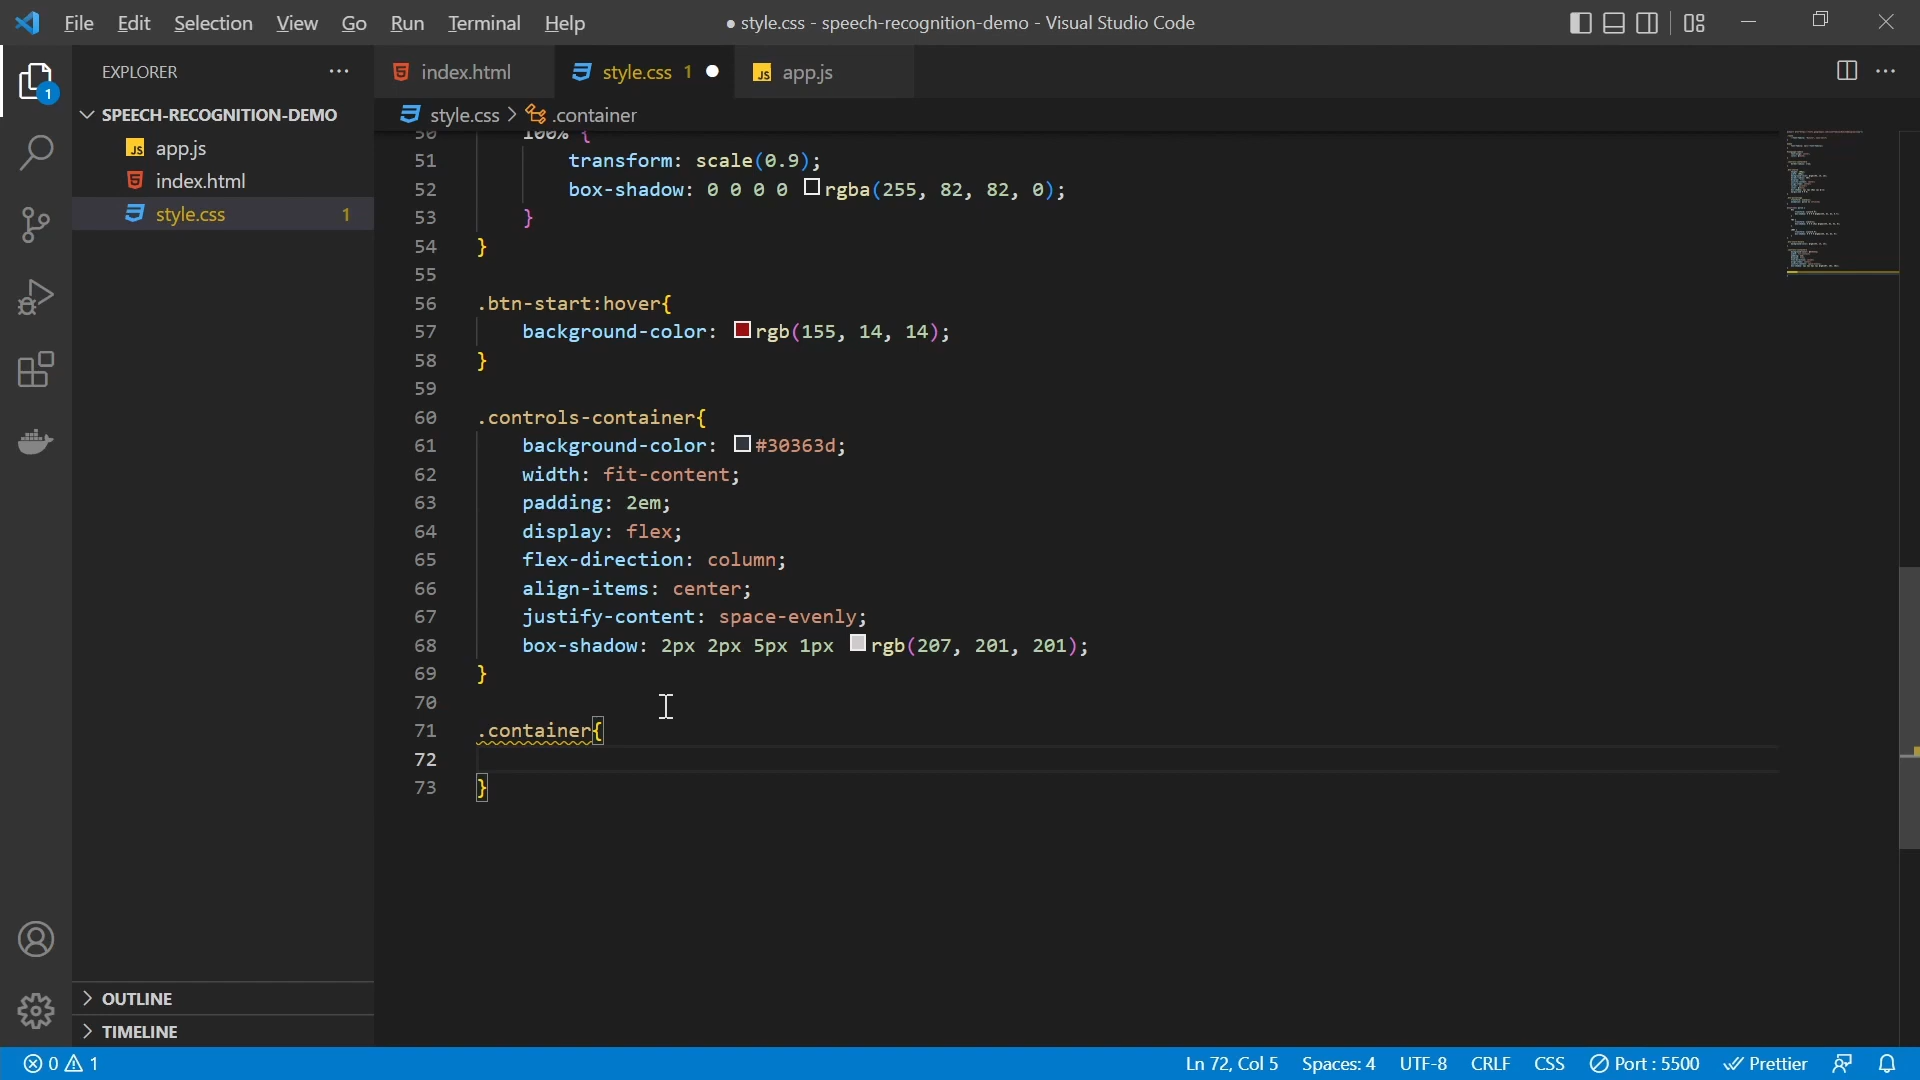 File Edit Selection View Go Run Terminal Help
● style.css - speech-recognition-demo - Visual Studio Code
EXPLORER
SPEECH-RECOGNITION-DEMO
JS app.js
index.html
style.css 1
1
OUTLINE
TIMELINE
index.html
style.css 1
JS app.js
style.css > .container
50 100% {
51 transform: scale(0.9);
52 box-shadow: 0 0 0 0 rgba(255, 82, 82, 0);
53 }
54 }
55
56 .btn-start:hover{
57 background-color: rgb(155, 14, 14);
58 }
59
60 .controls-container{
61 background-color: #30363d;
62 width: fit-content;
63 padding: 2em;
64 display: flex;
65 flex-direction: column;
66 align-items: center;
67 justify-content: space-evenly;
68 box-shadow: 2px 2px 5px 1px rgb(207, 201, 201);
69 }
70
71 .container{
72
73 }
0 1
Ln 72, Col 5 Spaces: 4 UTF-8 CRLF CSS Port : 5500 Prettier